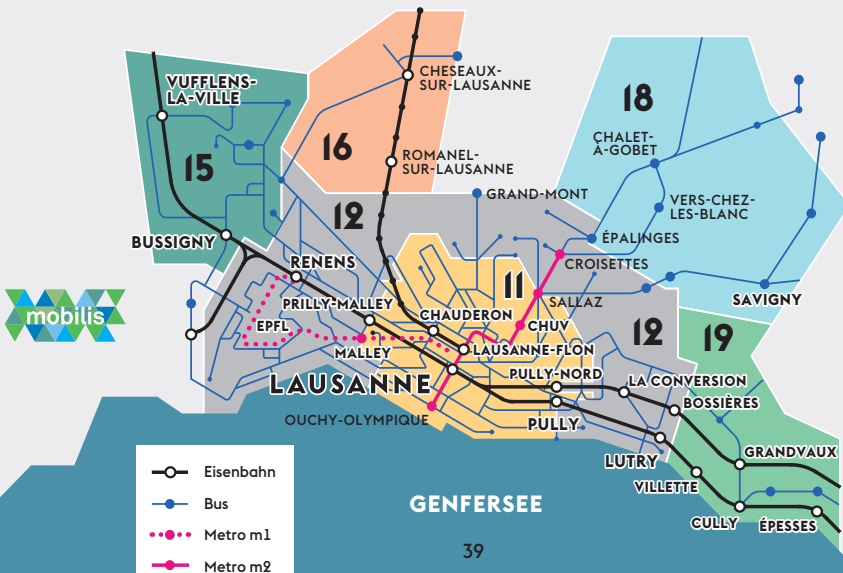 VUFFLENS-
LA-VILLE
CHESEAUX-
SUR-LAUSANNE
18
CHALET-
À-GOBET
16
ROMANEL-
SUR-LAUSANNE
15
GRAND-MONT
VERS-CHEZ-
LES-BLANC
12
BUSSIGNY
ÉPALINGES
CROISETTES
RENENS
11
SALLAZ
SAVIGNY
mobilis
PRILLY-MALLEY
CHAUDERON
EPFL
CHUV
12
19
MALLEY
LAUSANNE-FLON
LAUSANNE
PULLY-NORD
LA CONVERSION
BOSSIÈRES
OUCHY-OLYMPIQUE
PULLY
LUTRY
GRANDVAUX
VILLETTE
CULLY
ÉPESSES
Eisenbahn
Bus
Metro m1
Metro m2
GENFERSEE
39